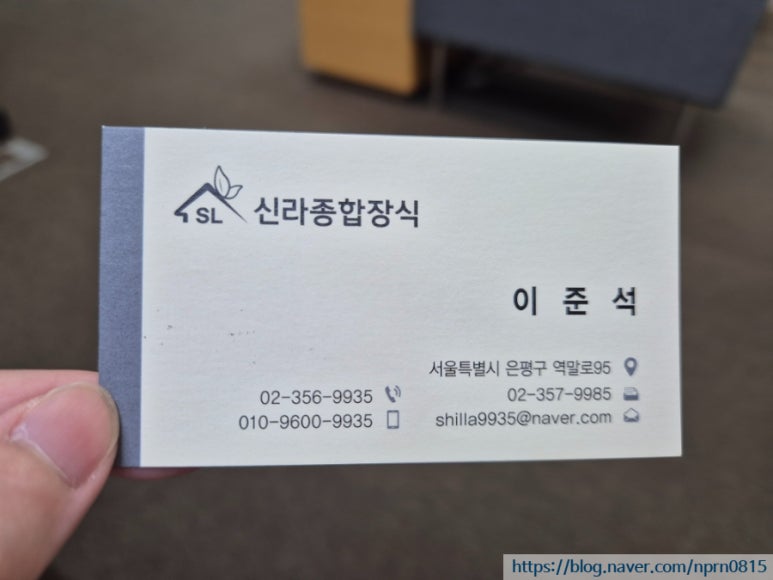 SL 신라종합장식
이 준 석
서울특별시 은평구 역말로95
02-356-9935
02-357-9985
010-9600-9935
shilla9935@naver.com
https://blog.naver.com/nprn0815